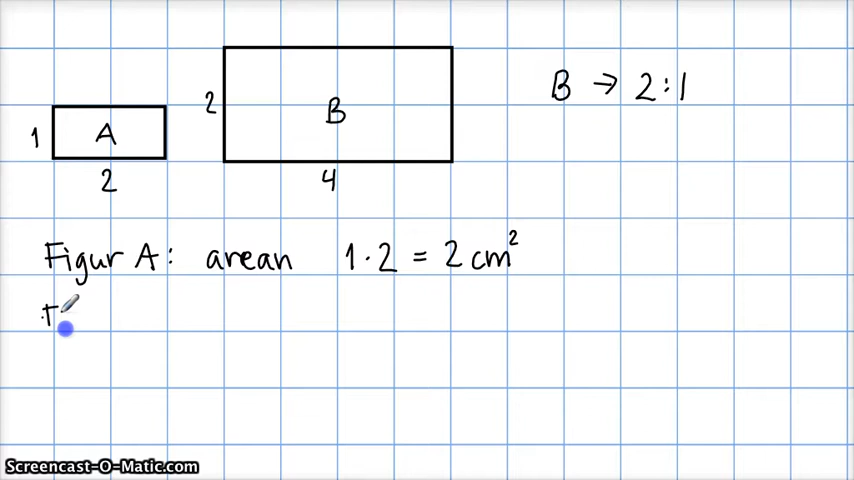 B → 2:1
2
B
1
A
2
4
Figur A: arean 1·2 = 2 cm²
Screencast-O-Matic.com